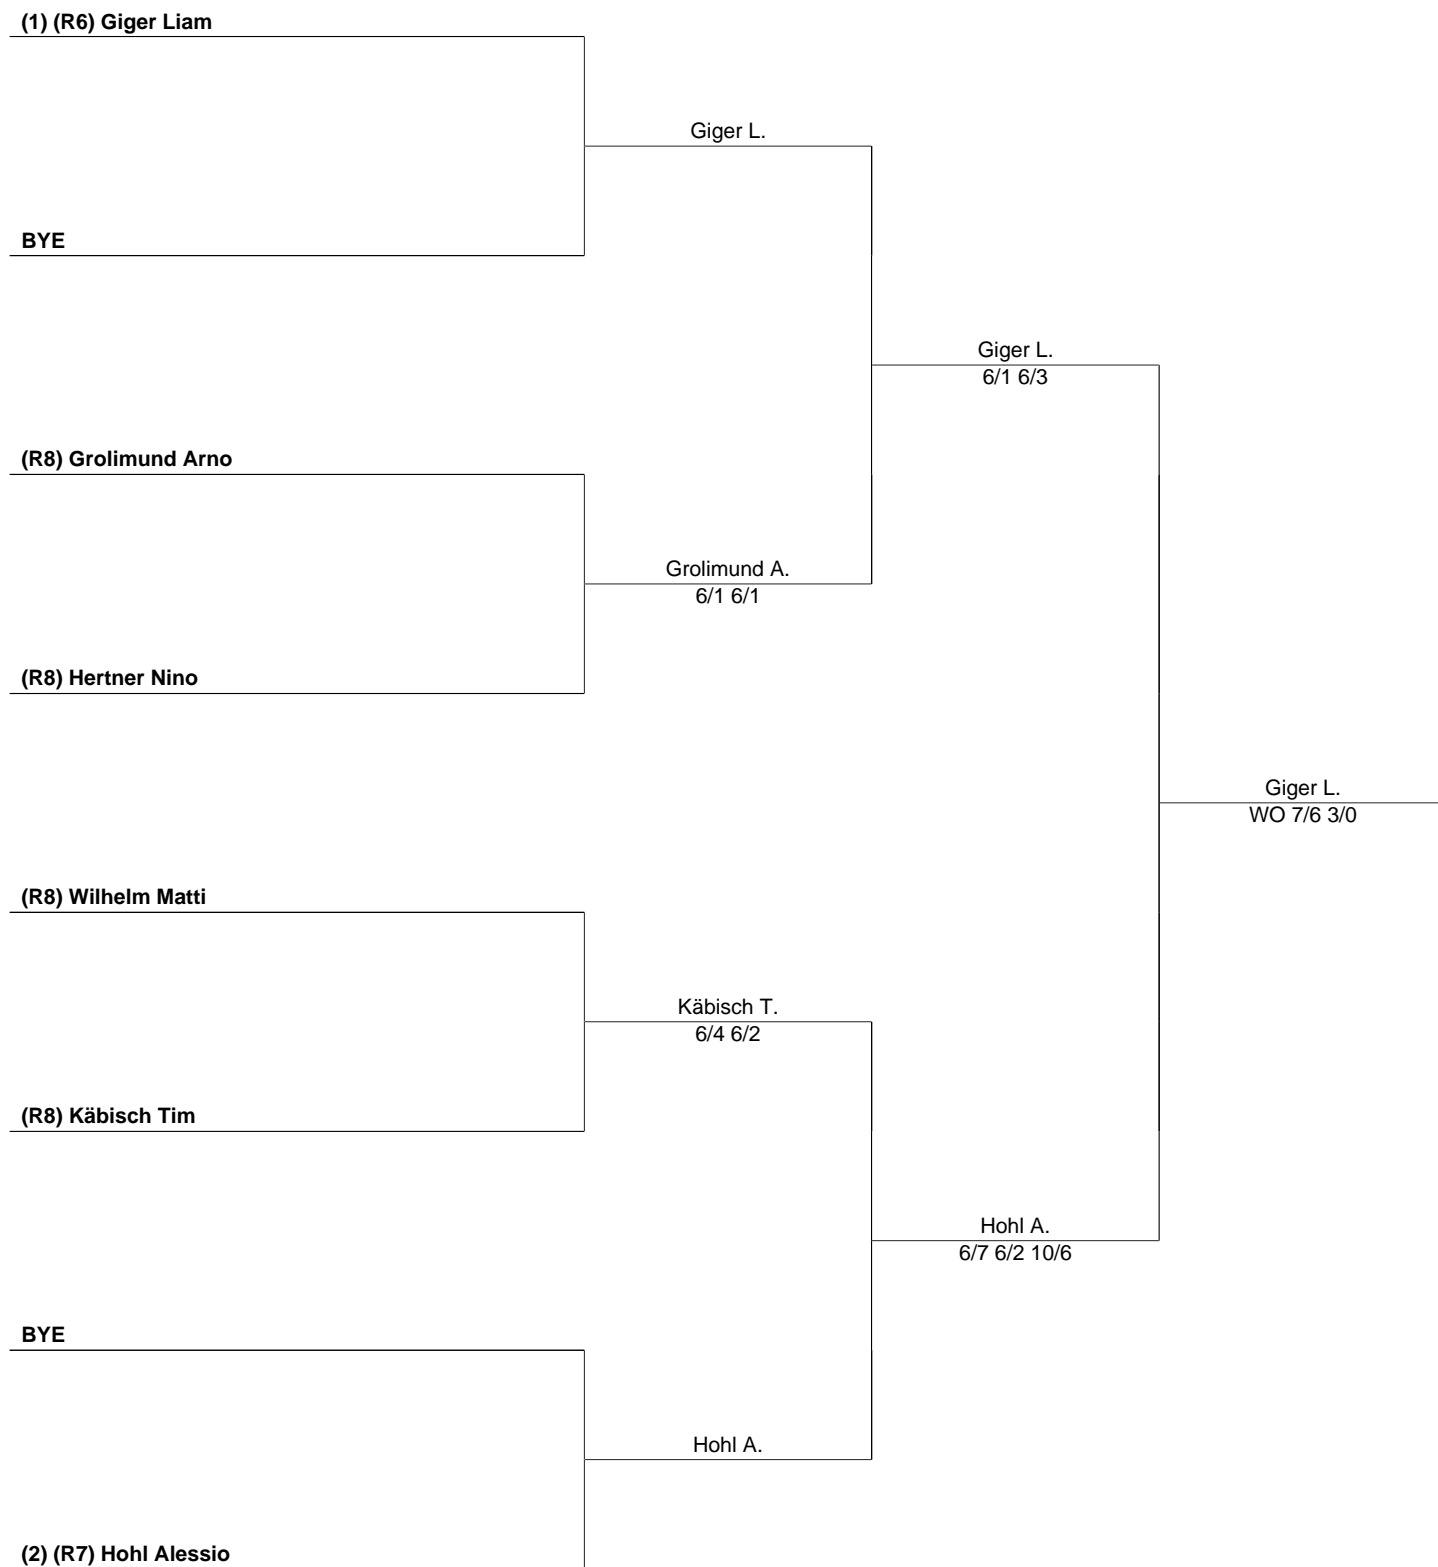 (1) (R6) Giger Liam
Giger L.
BYE
Giger L.
6/1 6/3
(R8) Grolimund Arno
Grolimund A.
6/1 6/1
(R8) Hertner Nino
Giger L.
WO 7/6 3/0
(R8) Wilhelm Matti
Käbisch T.
6/4 6/2
(R8) Käbisch Tim
Hohl A.
6/7 6/2 10/6
BYE
Hohl A.
(2) (R7) Hohl Alessio